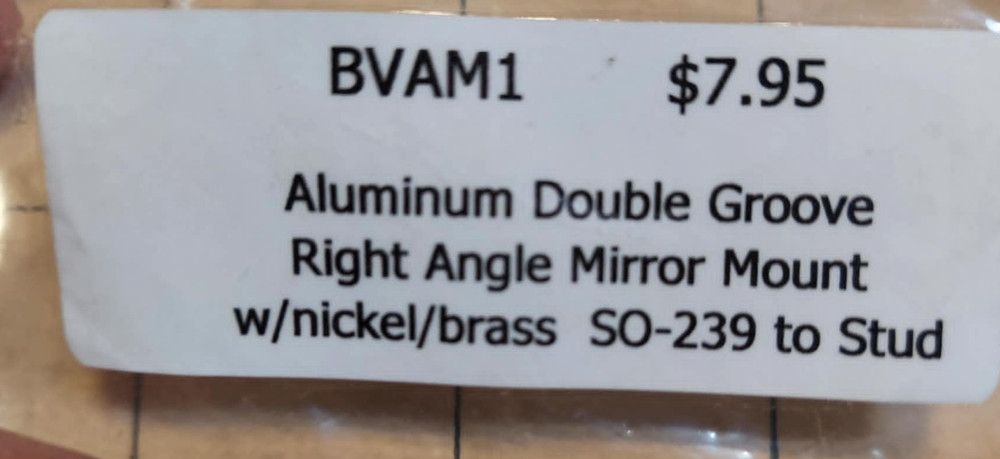 BVAM1 $7.95
Aluminum Double Groove
Right Angle Mirror Mount
w/nickel/brass SO-239 to Stud